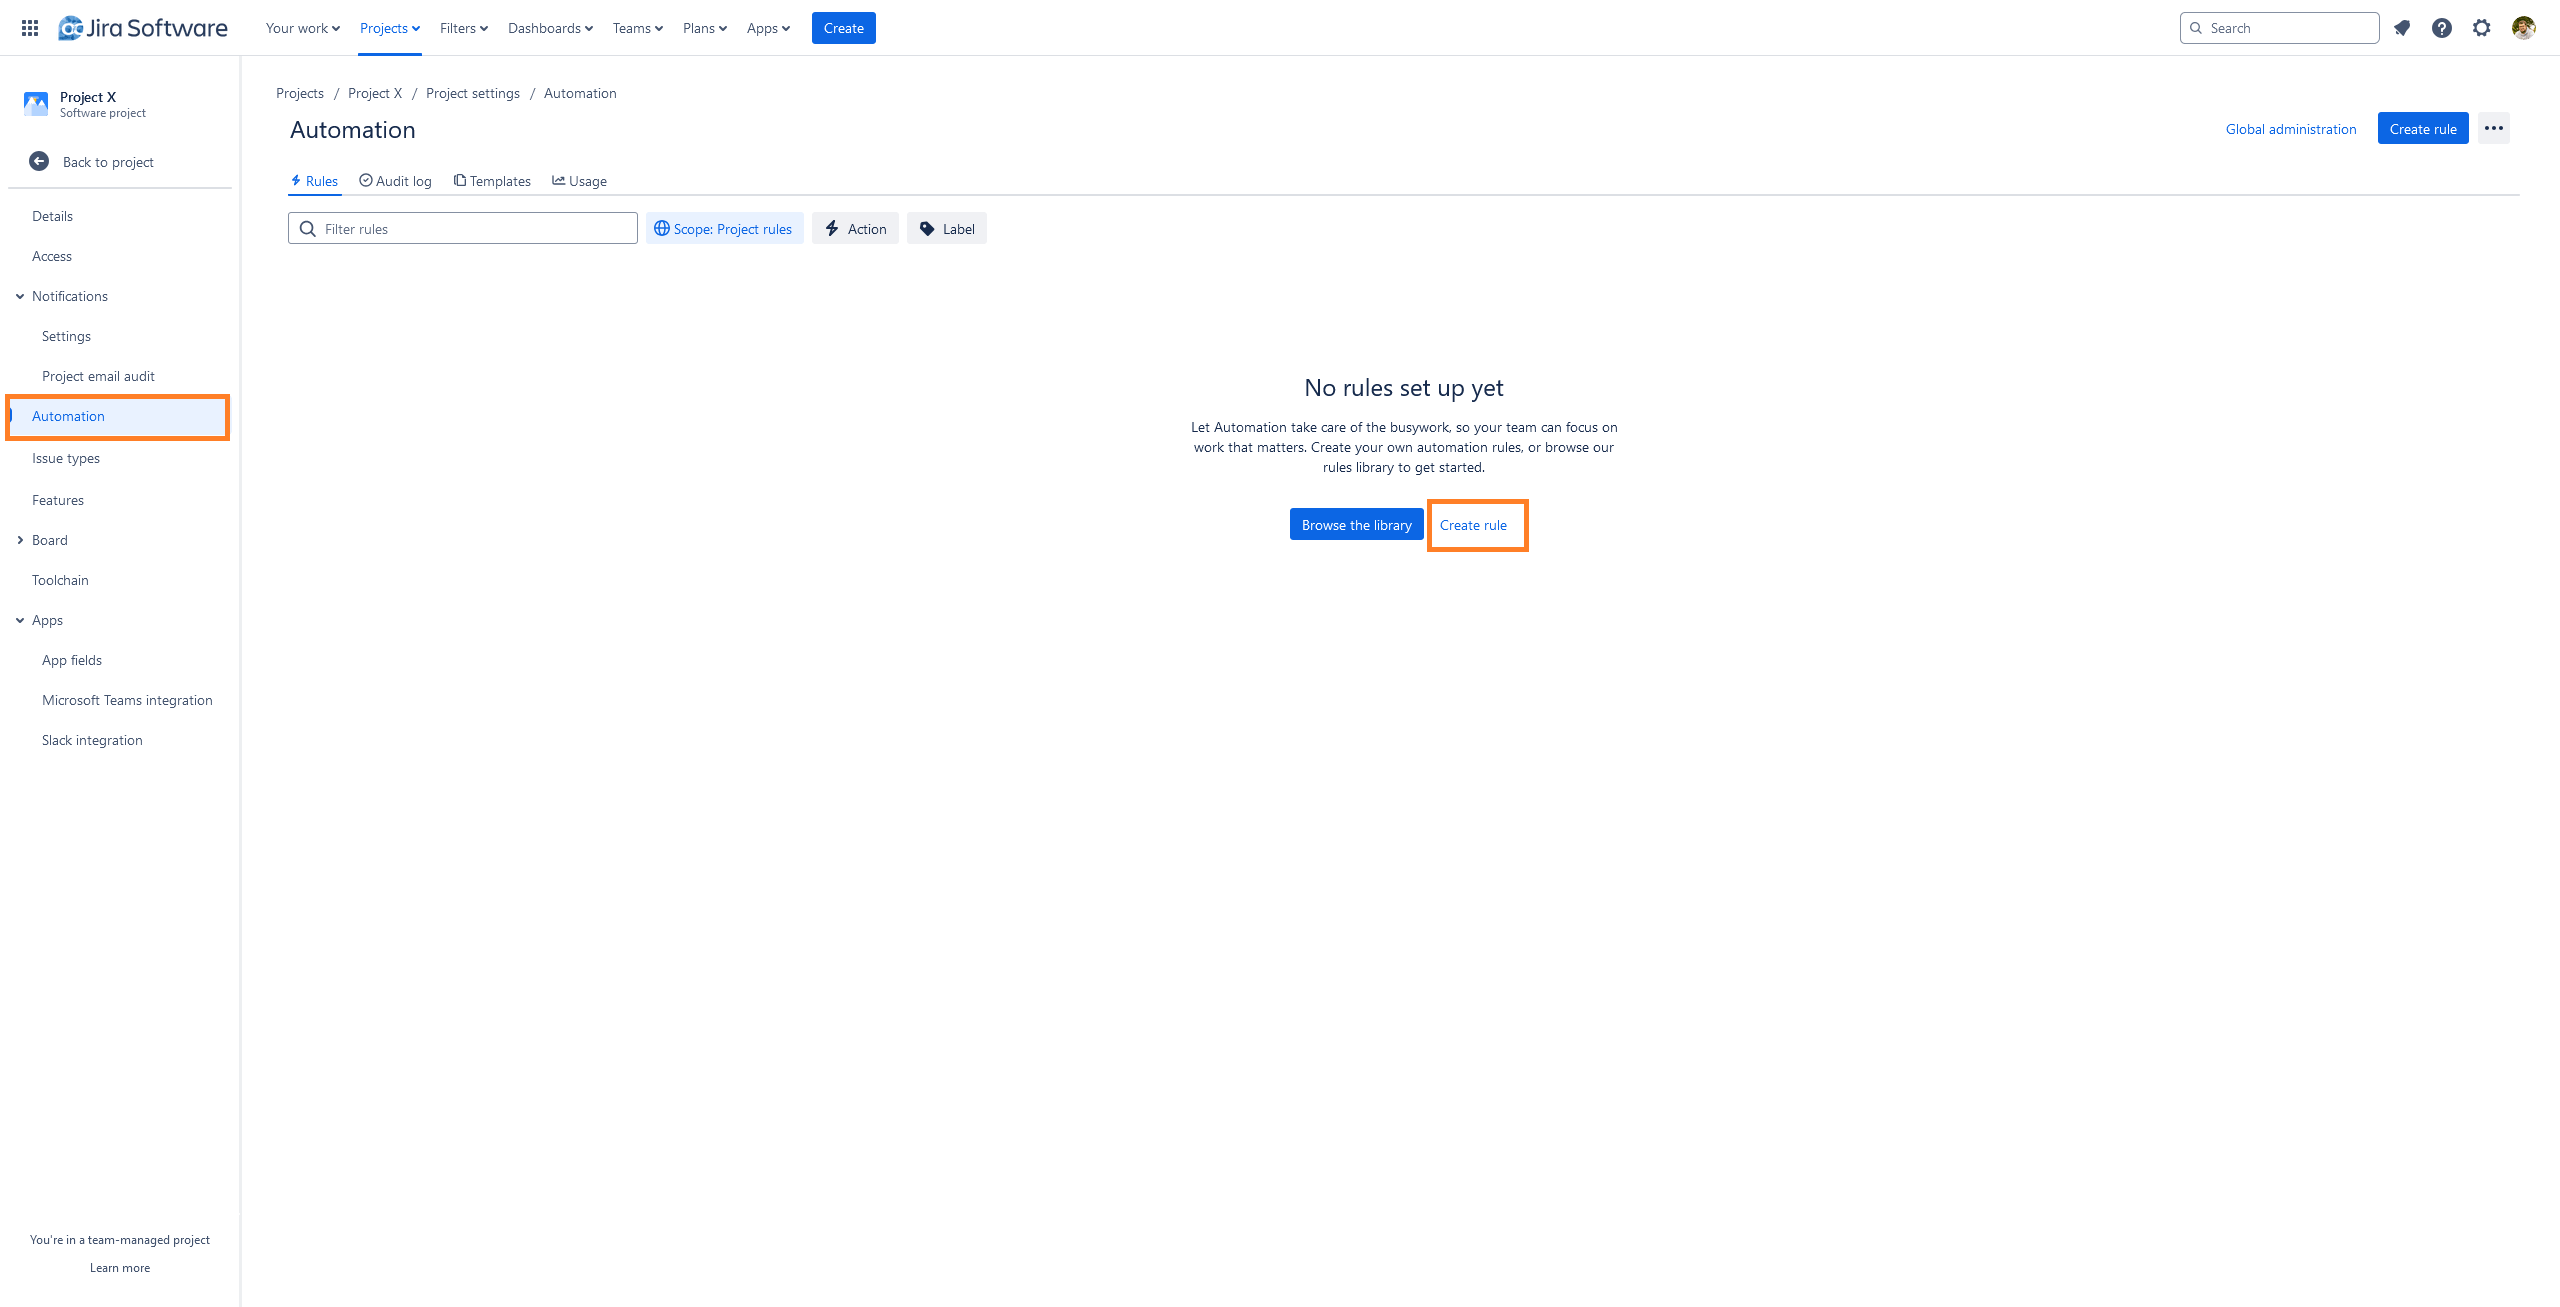 Jira Software
Your work
Projects
Filters
Dashboards
Teams
Plans
Apps
Create
Search
Project X
Software project
Back to project
Details
Access
Notifications
Settings
Project email audit
Automation
Issue types
Features
Board
Toolchain
Apps
App fields
Microsoft Teams integration
Slack integration
You're in a team-managed project
Learn more
Projects / Project X / Project settings / Automation
Automation
Global administration
Create rule
Rules
Audit log
Templates
Usage
Filter rules
Scope: Project rules
Action
Label
No rules set up yet
Let Automation take care of the busywork, so your team can focus on
work that matters. Create your own automation rules, or browse our
rules library to get started.
Browse the library
Create rule